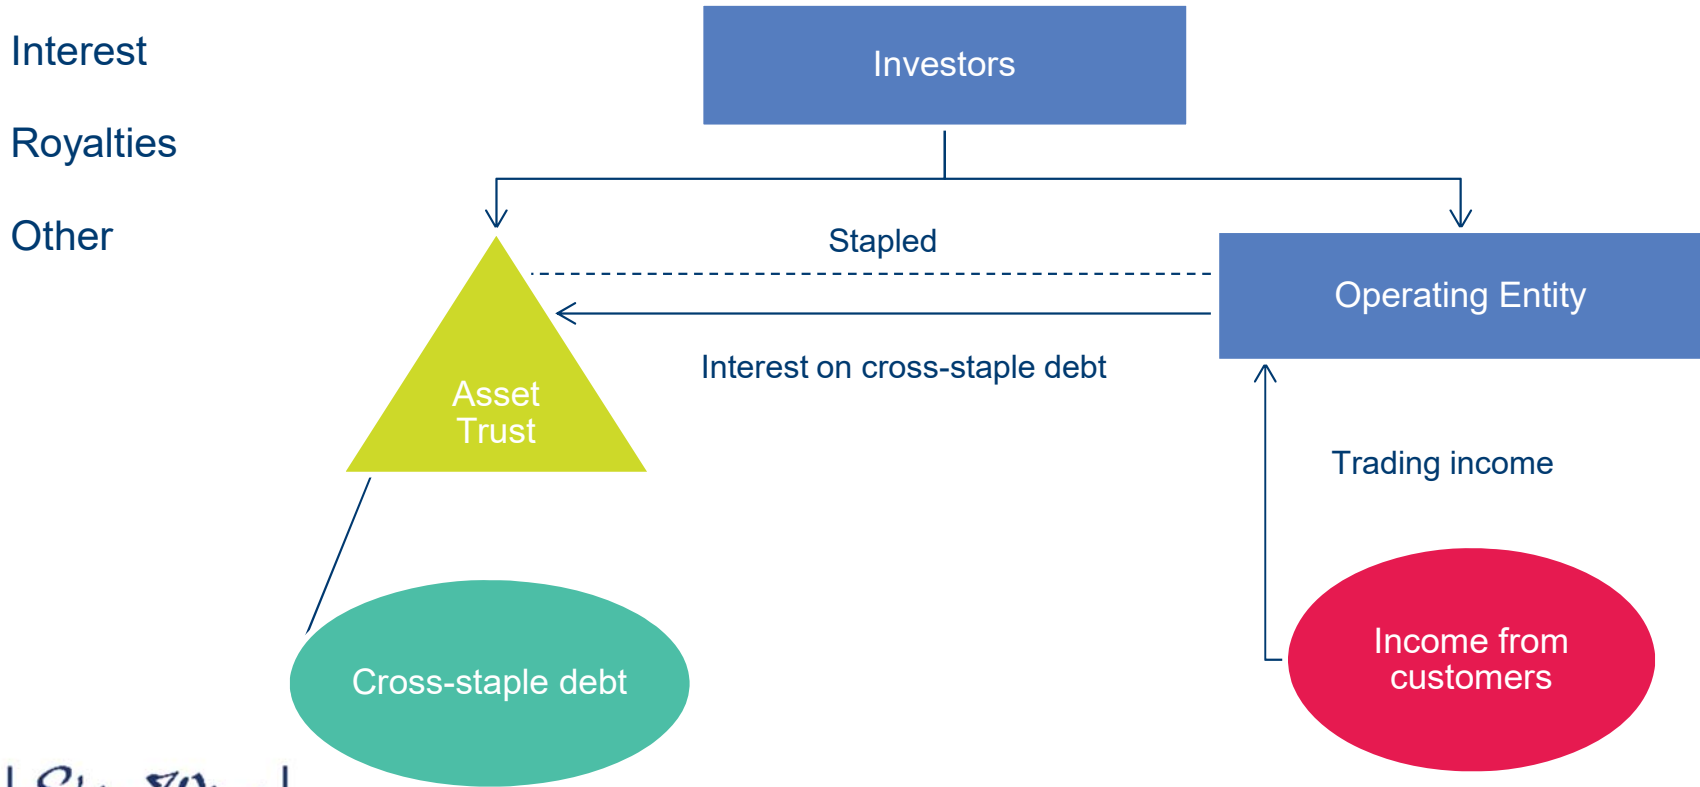 Interest
Royalties
Other
Investors
Stapled
Operating Entity
Interest on cross-staple debt
Asset
Trust
Trading income
Cross-staple debt
Income from
customers